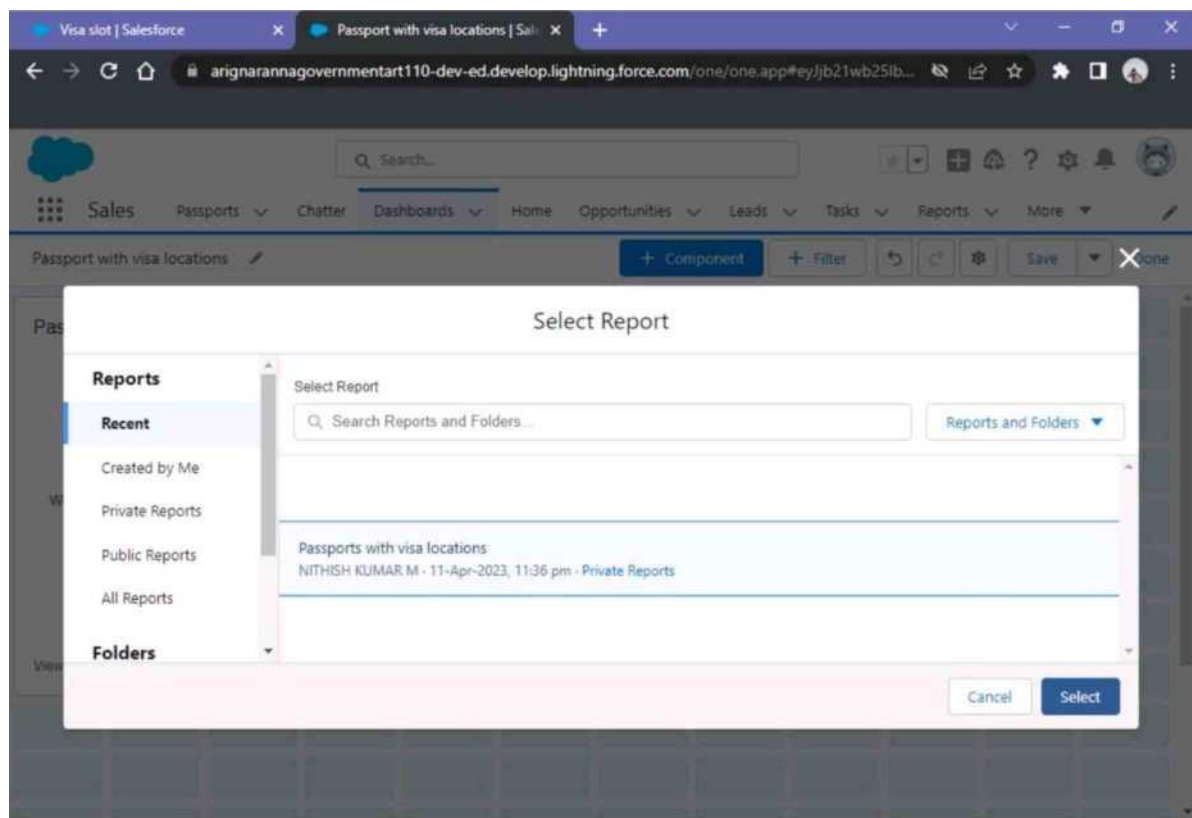 Visa slot | Salesforce
Passport with visa locations | Sal
arignarannagovernmentart110-dev-ed.develop.lightning.force.com/one/one.app#eyJjb21wb25lb...
Search...
Sales Passports Chatter Dashboards Home Opportunities Leads Tasks Reports More
Passport with visa locations + Component + Filter Save Done
Pas
Select Report
Reports
Recent
Created by Me
Private Reports
Public Reports
All Reports
Folders
Select Report
Search Reports and Folders...
Reports and Folders
Passports with visa locations
NITHISH KUMAR M - 11-Apr-2023, 11:36 pm - Private Reports
W
View
Cancel Select